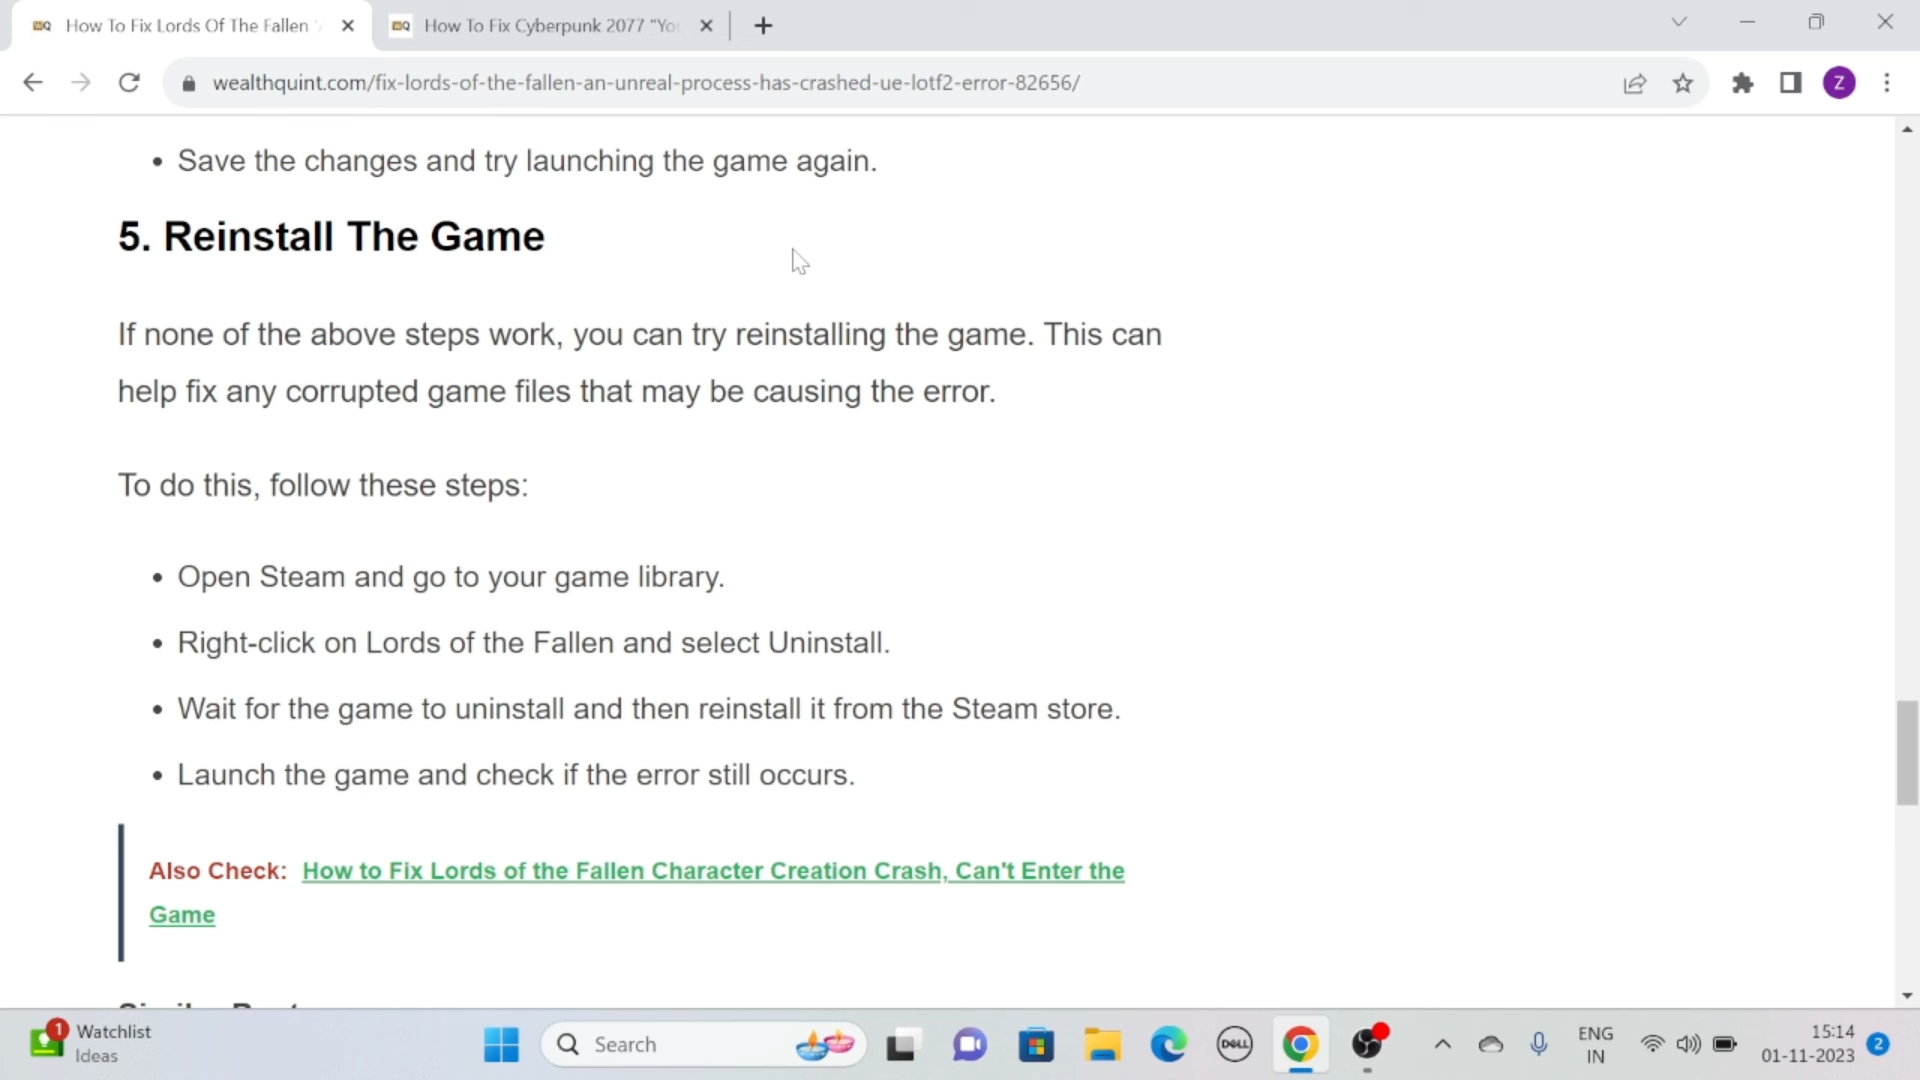 How To Fix Lords Of The Fallen
How To Fix Cyberpunk 2077 "You
wealthquint.com/fix-lords-of-the-fallen-an-unreal-process-has-crashed-ue-lotf2-error-82656/
Z
• Save the changes and try launching the game again.
5. Reinstall The Game
If none of the above steps work, you can try reinstalling the game. This can
help fix any corrupted game files that may be causing the error.
To do this, follow these steps:
• Open Steam and go to your game library.
• Right-click on Lords of the Fallen and select Uninstall.
• Wait for the game to uninstall and then reinstall it from the Steam store.
• Launch the game and check if the error still occurs.
Also Check: How to Fix Lords of the Fallen Character Creation Crash, Can't Enter the
Game
1
Watchlist
Ideas
Search
DELL
ENG
IN
15:14
01-11-2023
2